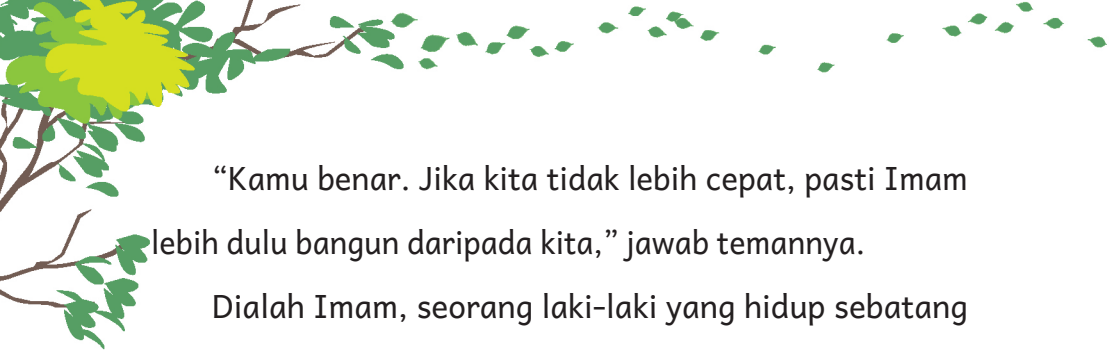 “Kamu benar. Jika kita tidak lebih cepat, pasti Imam
lebih dulu bangun daripada kita,” jawab temannya.
Dialah Imam, seorang laki-laki yang hidup sebatang